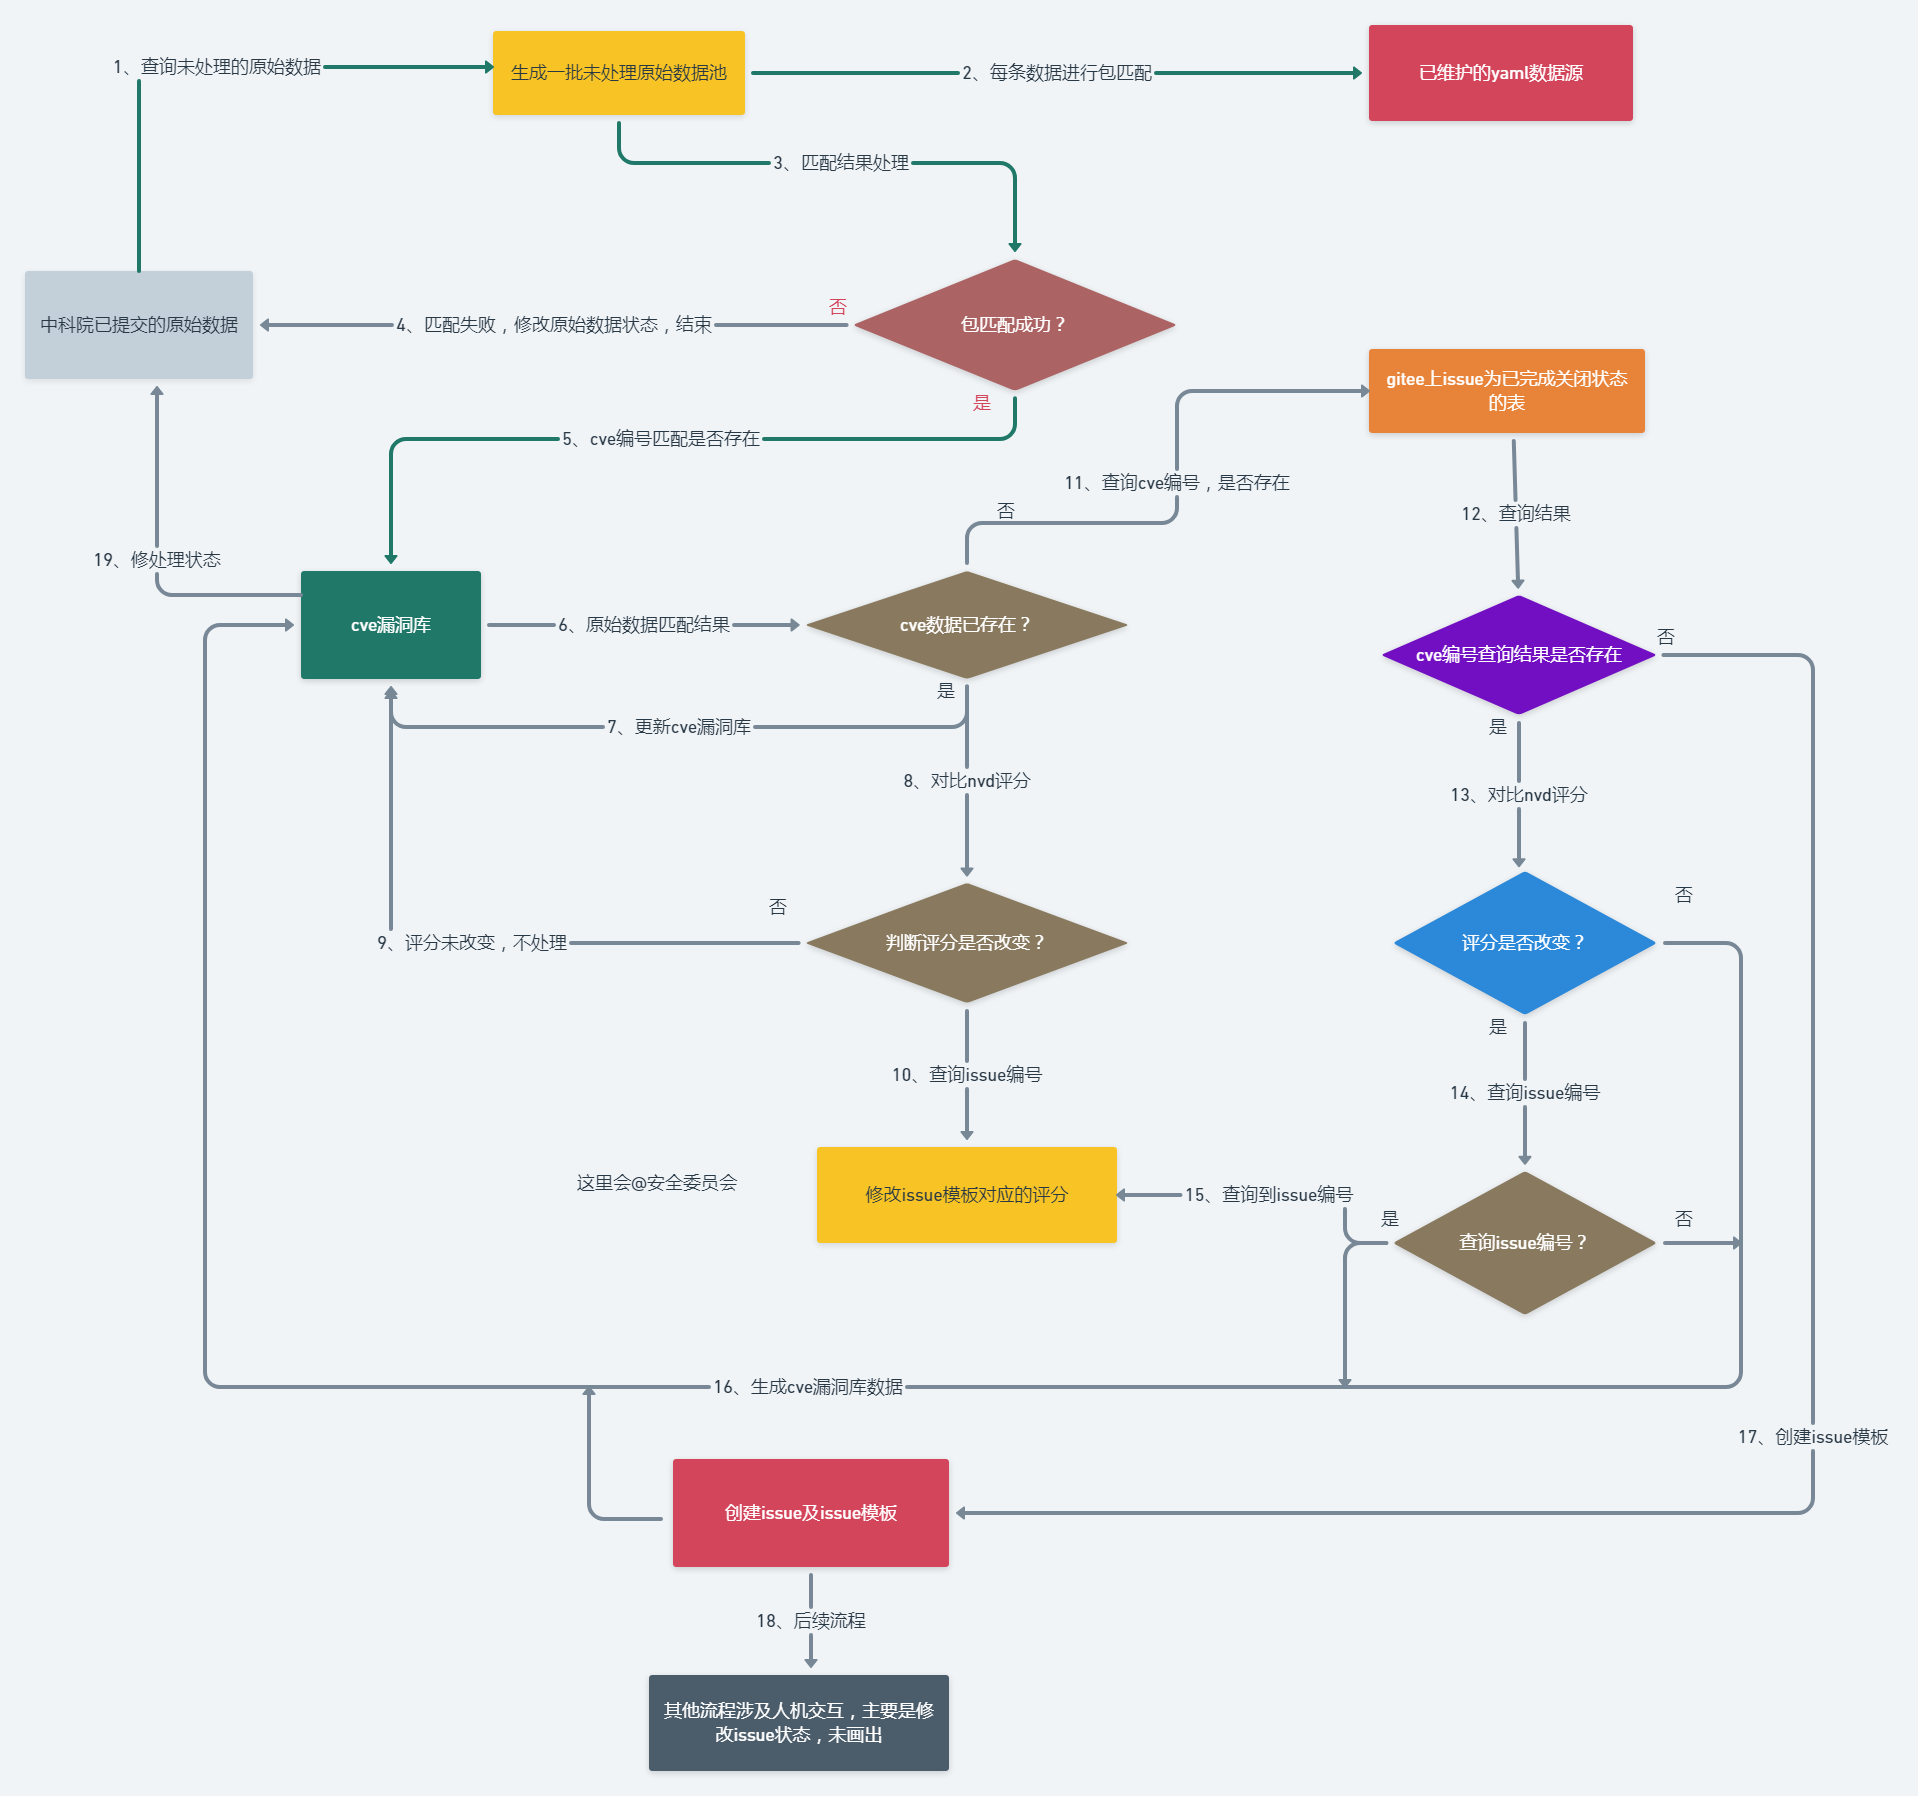 1、查询未处理的原始数据
生成一批未处理原始数据池
2、每条数据进行包匹配
已维护的yaml数据源
3、匹配结果处理
中科院已提交的原始数据
4、匹配失败，修改原始数据状态，结束
否
包匹配成功？
是
gitee上issue为已完成关闭状态
的表
5、cve编号匹配是否存在
11、查询cve编号，是否存在
否
12、查询结果
19、修处理状态
cve漏洞库
6、原始数据匹配结果
cve数据已存在？
cve编号查询结果是否存在
否
是
7、更新cve漏洞库
是
8、对比nvd评分
13、对比nvd评分
否
否
9、评分未改变，不处理
判断评分是否改变？
评分是否改变？
是
10、查询issue编号
14、查询issue编号
这里会@安全委员会
修改issue模板对应的评分
15、查询到issue编号
是
否
查询issue编号？
16、生成cve漏洞库数据
17、创建issue模板
创建issue及issue模板
18、后续流程
其他流程涉及人机交互，主要是修
改issue状态，未画出